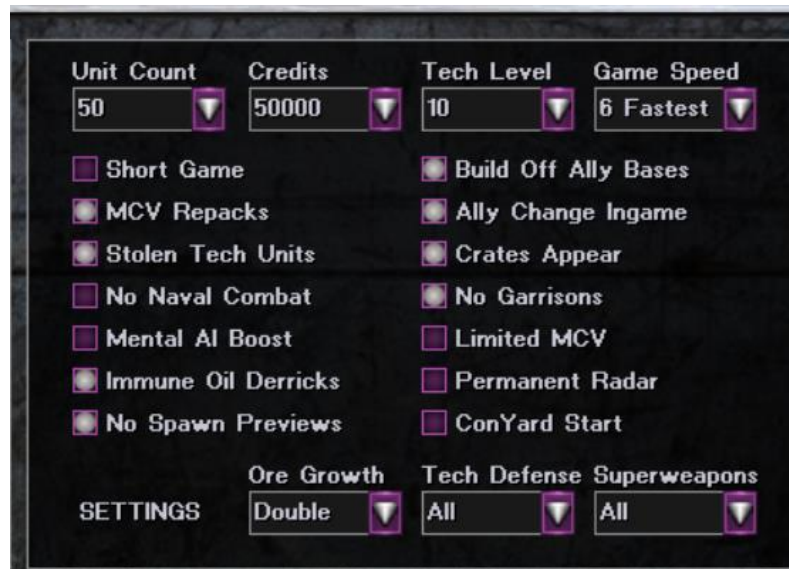 Unit Count Credits Tech Level Game Speed
50 50000 10 6 Fastest
Short Game Build Off Ally Bases
MCV Repacks Ally Change Ingame
Stolen Tech Units Crates Appear
No Naval Combat No Garrisons
Mental AI Boost Limited MCV
Immune Oil Derricks Permanent Radar
No Spawn Previews ConYard Start
Ore Growth Tech Defense Superweapons
SETTINGS Double All All